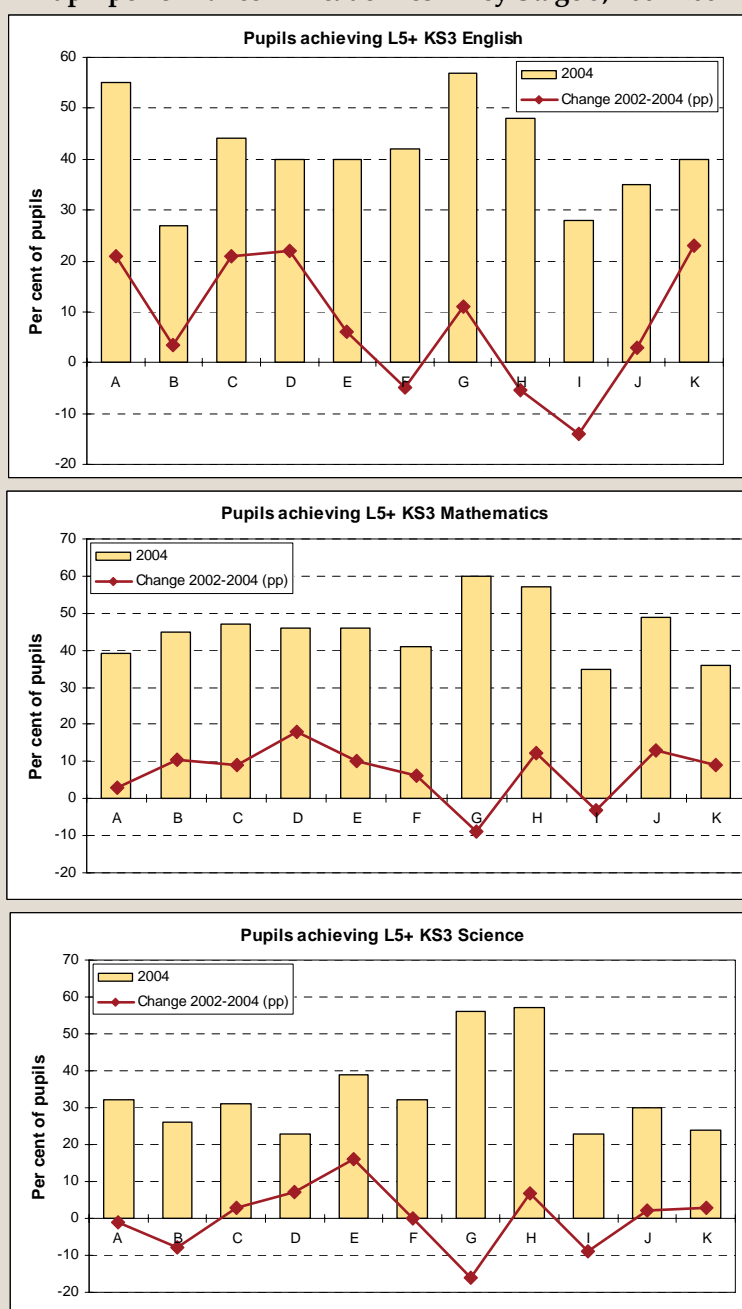 Pupils achieving L5+ KS3 English
60
50
40
30
20
10
0
-10
-20
Per cent of pupils
2004
Change 2002-2004 (pp)
A B C D E F G H I J K
Pupils achieving L5+ KS3 Mathematics
70
60
50
40
30
20
10
0
-10
-20
Per cent of pupils
2004
Change 2002-2004 (pp)
A B C D E F G H I J K
Pupils achieving L5+ KS3 Science
70
60
50
40
30
20
10
0
-10
-20
Per cent of pupils
2004
Change 2002-2004 (pp)
A B C D E F G H I J K